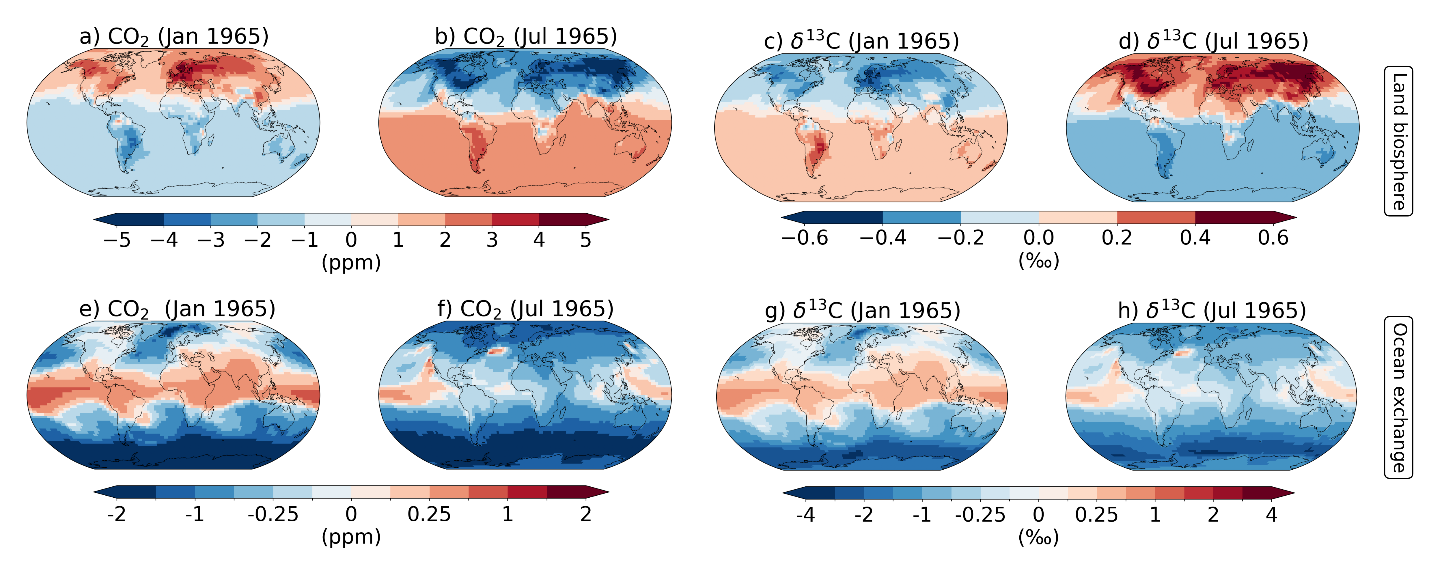 a) CO₂ (Jan 1965)
b) CO₂ (Jul 1965)
c) δ¹³C (Jan 1965)
d) δ¹³C (Jul 1965)
Land biosphere
−5 −4 −3 −2 −1 0 1 2 3 4 5
(ppm)
−0.6 −0.4 −0.2 0.0 0.2 0.4 0.6
(‰)
e) CO₂ (Jan 1965)
f) CO₂ (Jul 1965)
g) δ¹³C (Jan 1965)
h) δ¹³C (Jul 1965)
Ocean exchange
-2 -1 -0.25 0 0.25 1 2
(ppm)
-4 -2 -1 -0.25 0 0.25 1 2 4
(‰)